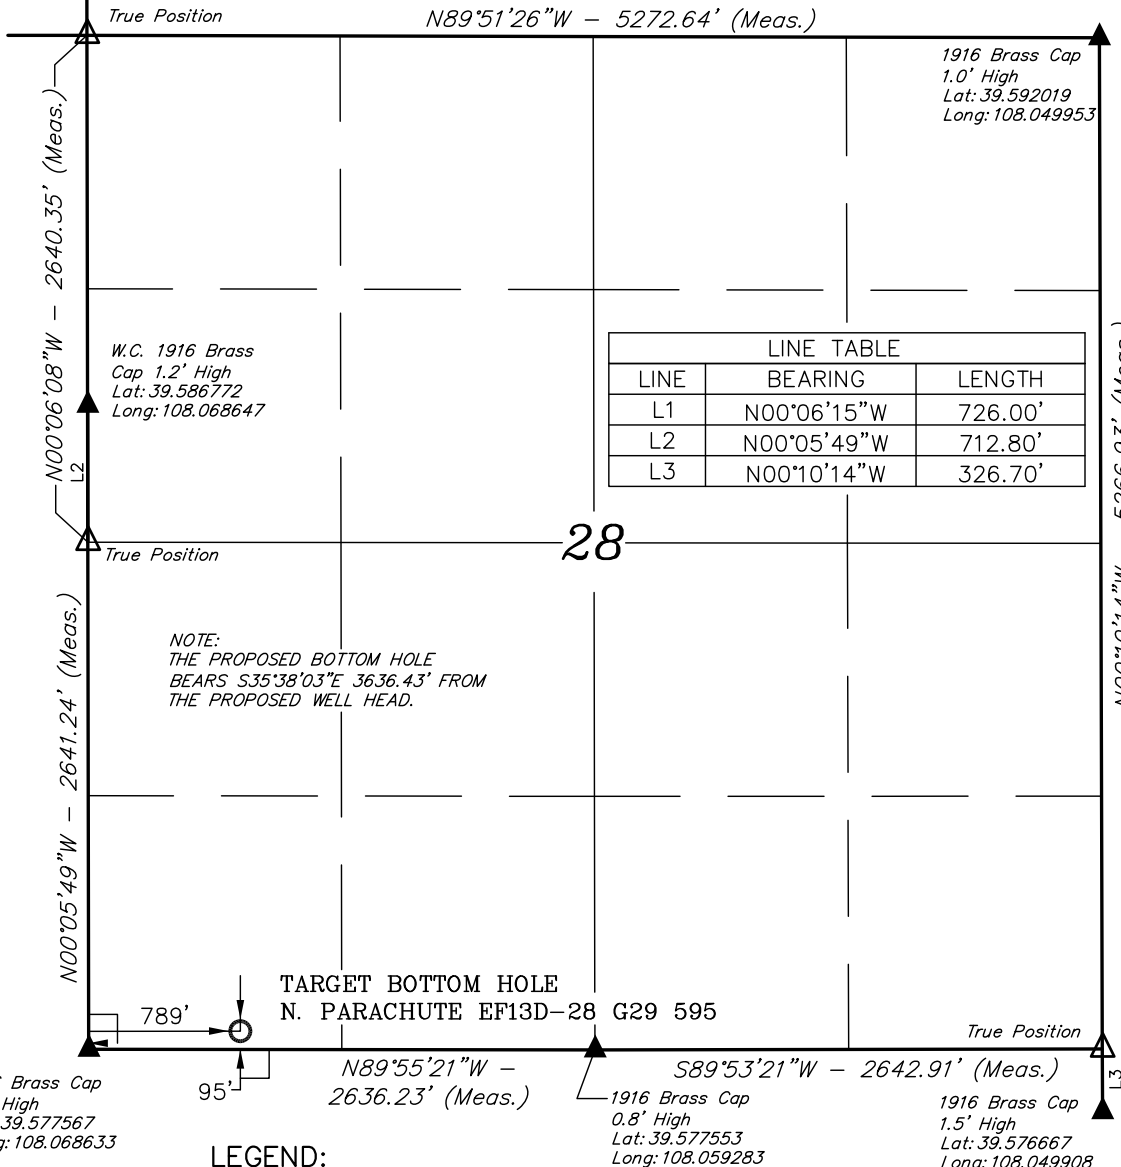 True Position
N89°51'26"W - 5272.64' (Meas.)
1916 Brass Cap
1.0' High
Lat: 39.592019
Long: 108.049953
N00°06'08"W - 2640.35' (Meas.)
W.C. 1916 Brass
Cap 1.2' High
Lat: 39.586772
Long: 108.068647
L2
LINE TABLE
LINE BEARING LENGTH
L1 N00°06'15"W 726.00'
L2 N00°05'49"W 712.80'
L3 N00°10'14"W 326.70'
28
True Position
NOTE:
THE PROPOSED BOTTOM HOLE
BEARS S35°38'03"E 3636.43' FROM
THE PROPOSED WELL HEAD.
N00°05'49"W - 2641.24' (Meas.)
TARGET BOTTOM HOLE
N. PARACHUTE EF13D-28 G29 595
789'
True Position
95'
N89°55'21"W -
2636.23' (Meas.)
S89°53'21"W - 2642.91' (Meas.)
L3
Brass Cap
High
39.577567
108.068633
1916 Brass Cap
0.8' High
Lat: 39.577553
Long: 108.059283
1916 Brass Cap
1.5' High
Lat: 39.576667
Long: 108.049908
LEGEND: